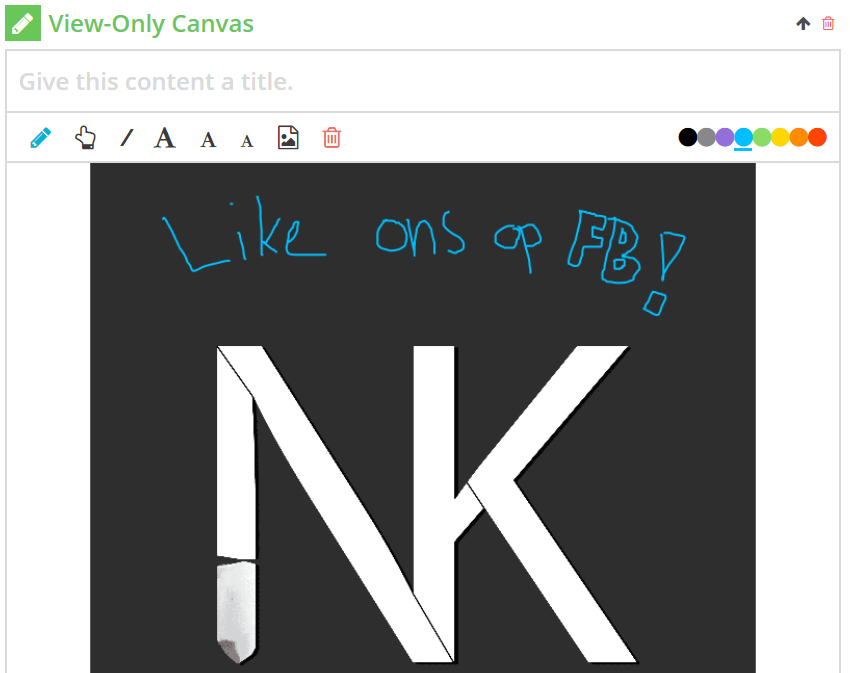 View-Only Canvas
Give this content a title.
A A A
Like ons op FB!
NK